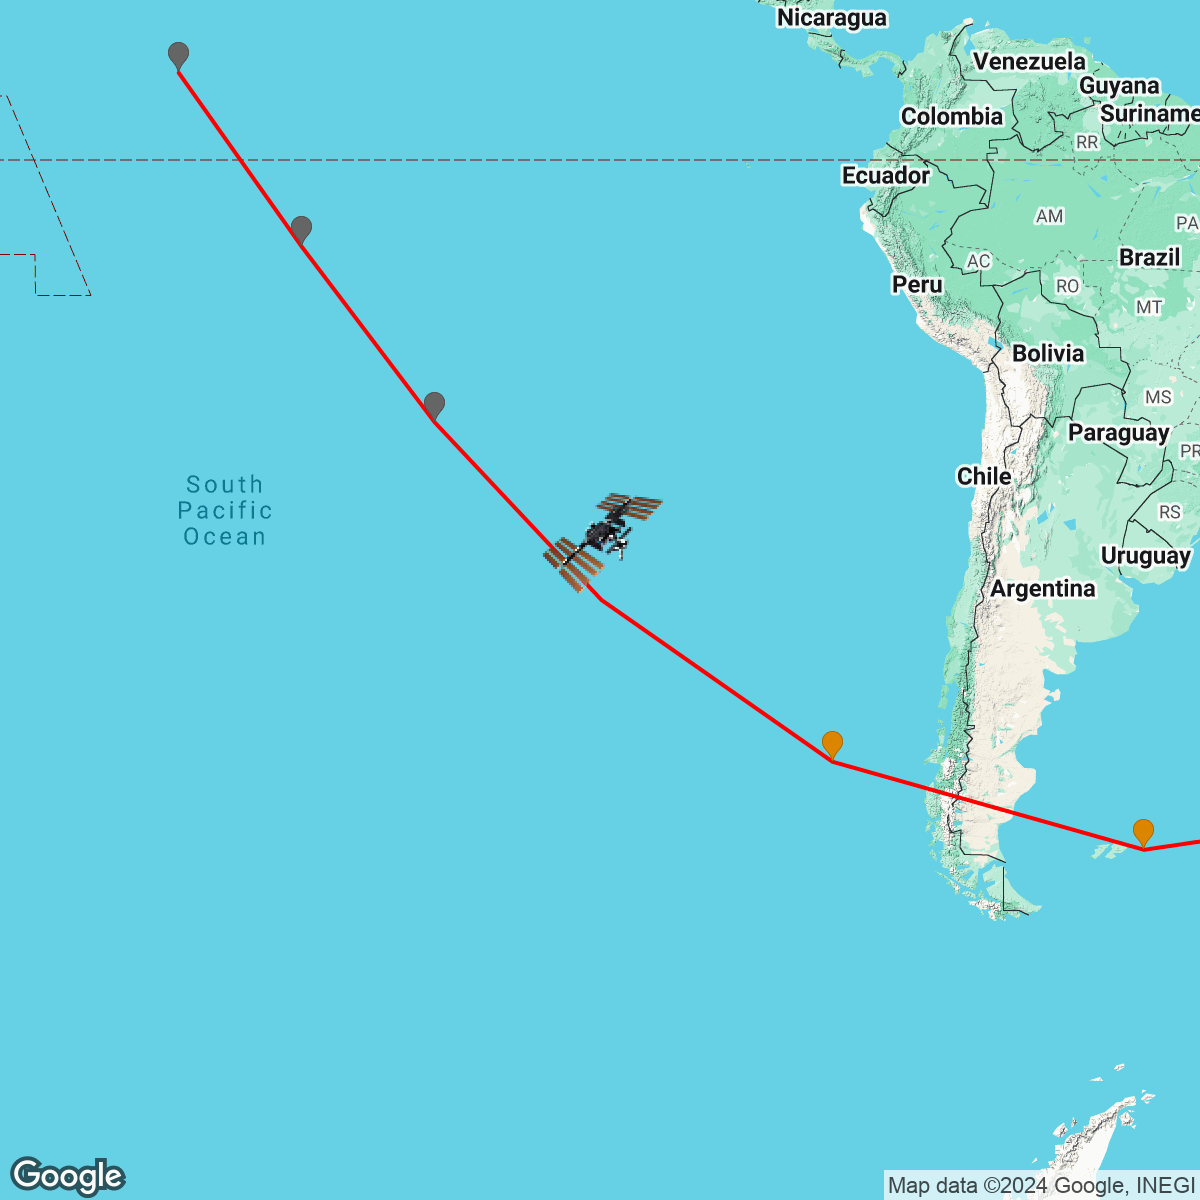 Nicaragua
Venezuela
Guyana
Suriname
Colombia
RR
Ecuador
AM
PA
Brazil
AC
RO
Peru
MT
Bolivia
MS
Paraguay
PR
Chile
South
Pacific
Ocean
RS
Uruguay
Argentina
Google
Map data ©2024 Google, INEGI